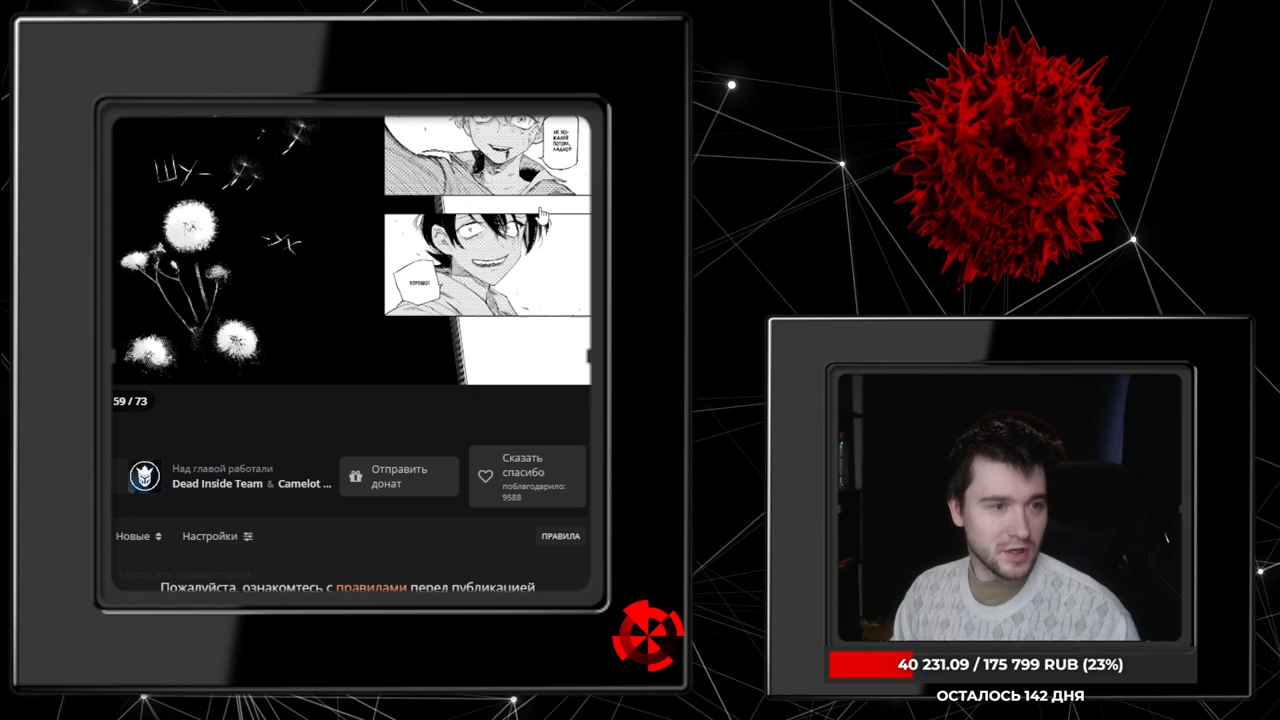 ШУ-
-УХ
НЕ ПО-
ЖАЛЕЙ
ПОТОМ,
ЛАДНО?
ХОРОШО!
59 / 73
Над главой работали
Dead Inside Team & Camelot ...
Отправить
донат
Сказать
спасибо
поблагодарило:
9588
Новые
Настройки
ПРАВИЛА
Написать комментарий
Пожалуйста, ознакомтесь с правилами перед публикацией
40 231.09 / 175 799 RUB (23%)
ОСТАЛОСЬ 142 ДНЯ